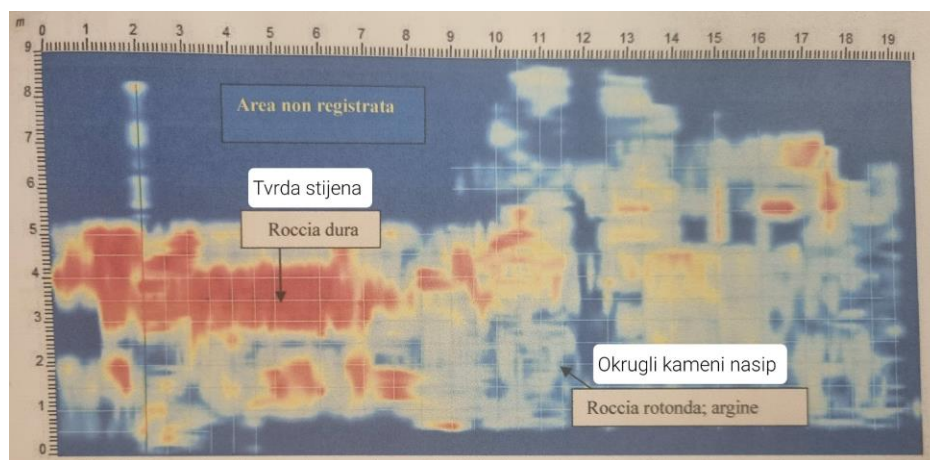 m 0 1 2 3 4 5 6 7 8 9 10 11 12 13 14 15 16 17 18 19
9
8
Area non registrata
7
6
Tvrda stijena
5
Roccia dura
4
3
2
Okrugli kameni nasip
1
Roccia rotonda; argine
0